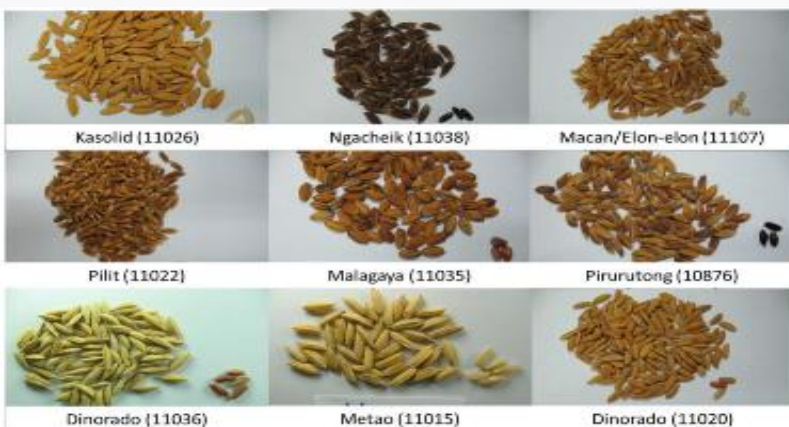 Kasolid (11026)
Ngacheik (11038)
Macan/Elon-elon (11107)
Pilit (11022)
Malagaya (11035)
Pirurutong (10876)
Dinorado (11036)
Metao (11015)
Dinorado (11020)